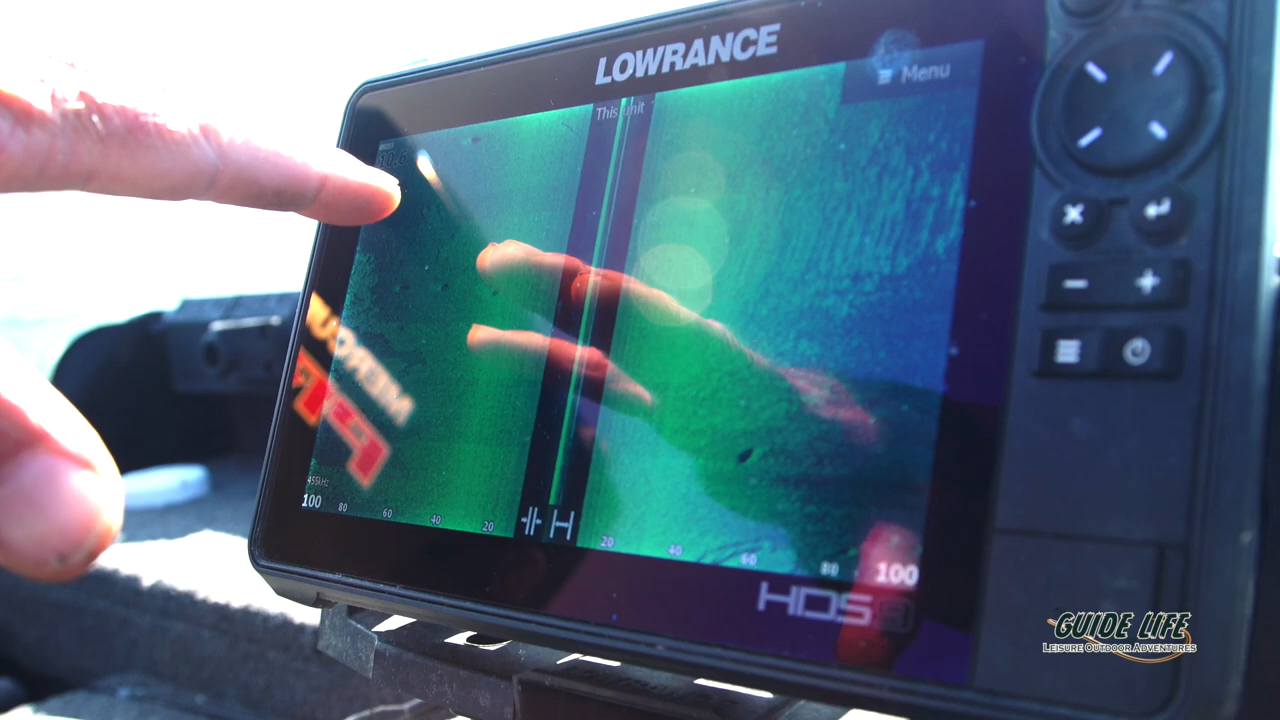 LOWRANCE
Menu
This unit
10.6
455kHz
100 80 60 40 20 20 40 60 80 100
HDS
GUIDE LIFE
LEISURE OUTDOOR ADVENTURES